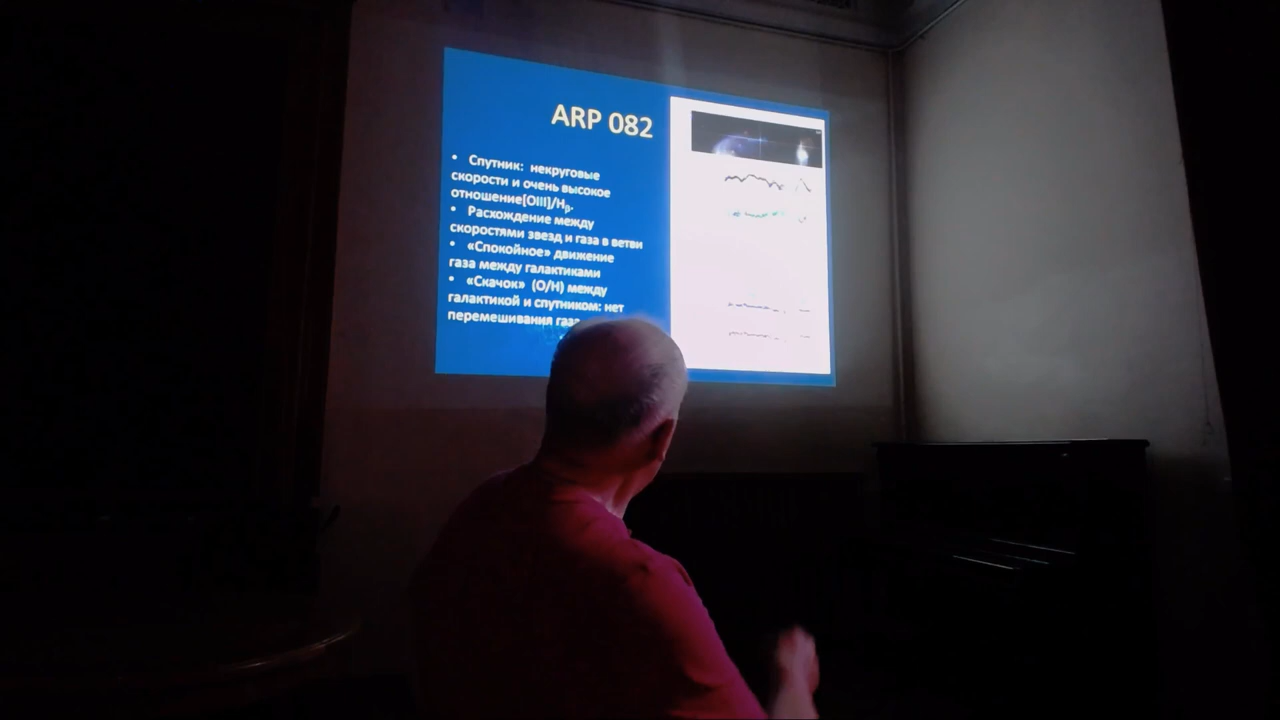 ARP 082
• Спутник: некруговые
скорости и очень высокое
отношение[OIII]/Hβ.
• Расхождение между
скоростями звезд и газа в ветви
• «Спокойное» движение
газа между галактиками
• «Скачок» (O/H) между
галактикой и спутником: нет
перемешивания газа